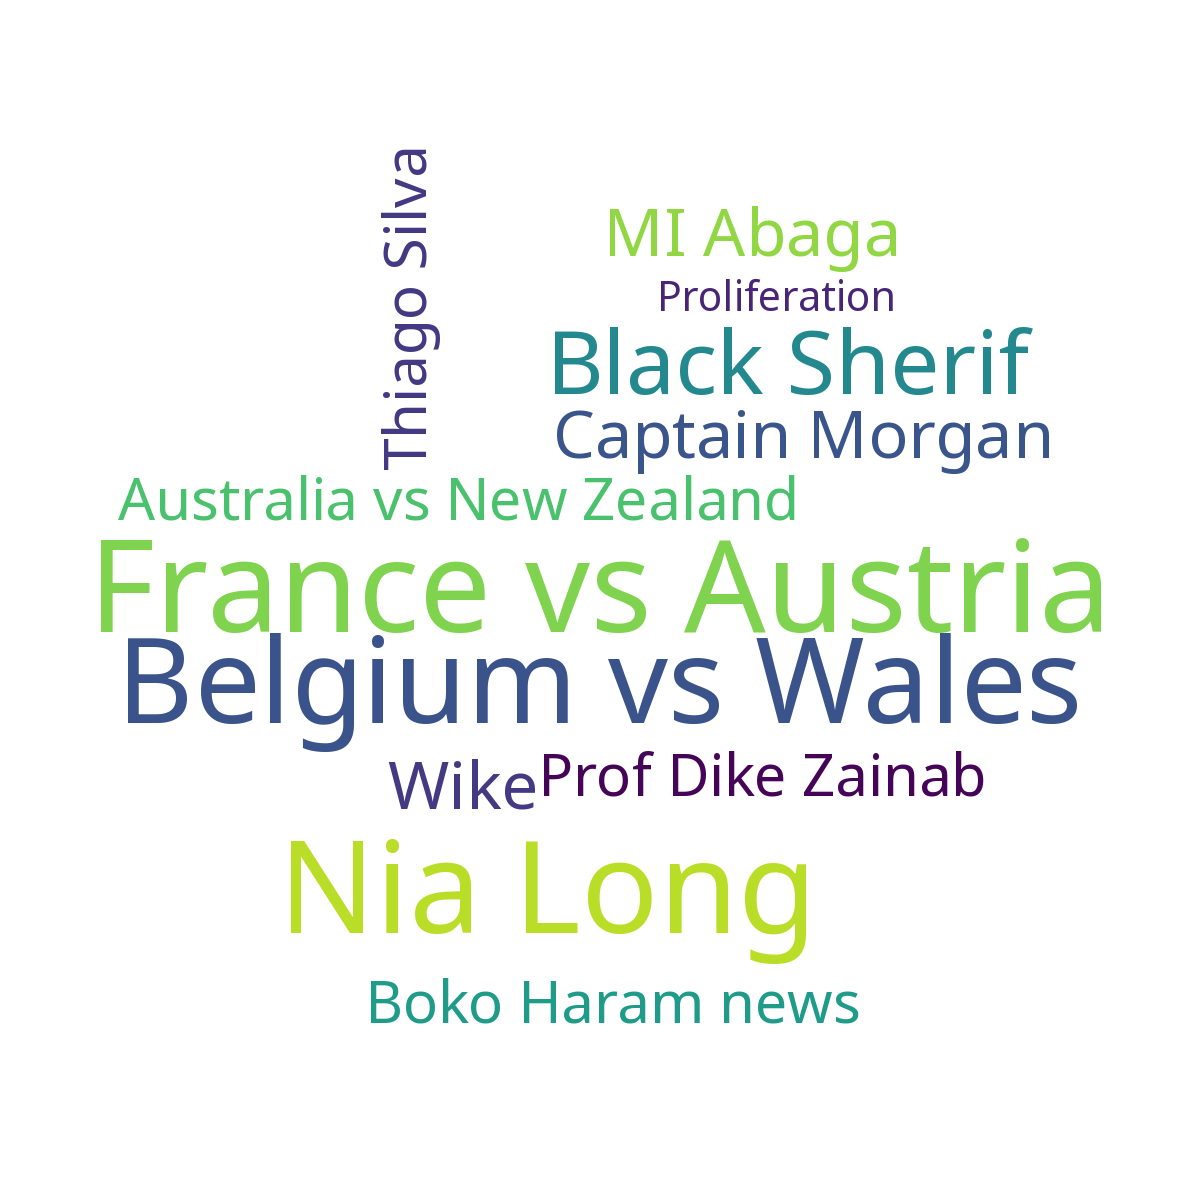 Thiago Silva
MI Abaga
Proliferation
Black Sherif
Captain Morgan
Australia vs New Zealand
France vs Austria
Belgium vs Wales
Wike
Prof Dike Zainab
Nia Long
Boko Haram news